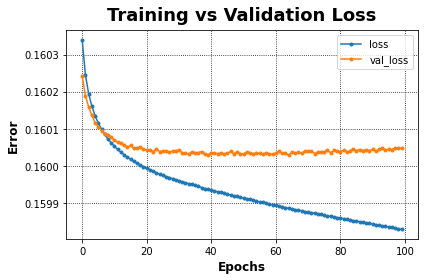 Training vs Validation Loss
loss
val_loss
0.1603
0.1602
0.1601
0.1600
0.1599
Error
0
20
40
60
80
100
Epochs